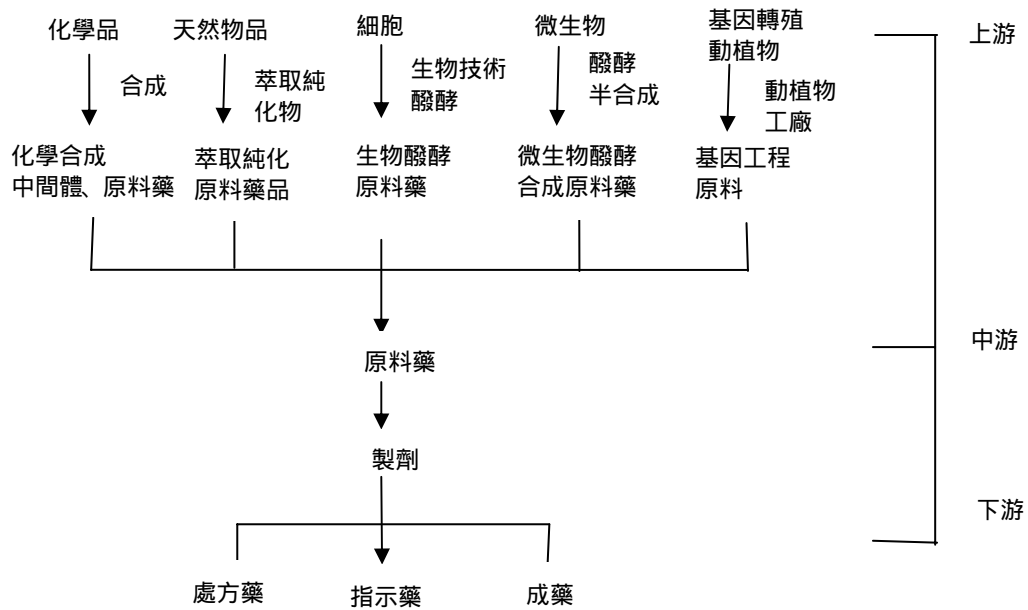 化學品
天然物品
細胞
微生物
基因轉殖
動植物
上游
合成
萃取純
化物
生物技術
醱酵
醱酵
半合成
動植物
工廠
化學合成
中間體、原料藥
萃取純化
原料藥品
生物醱酵
原料藥
微生物醱酵
合成原料藥
基因工程
原料
中游
原料藥
製劑
下游
處方藥
指示藥
成藥